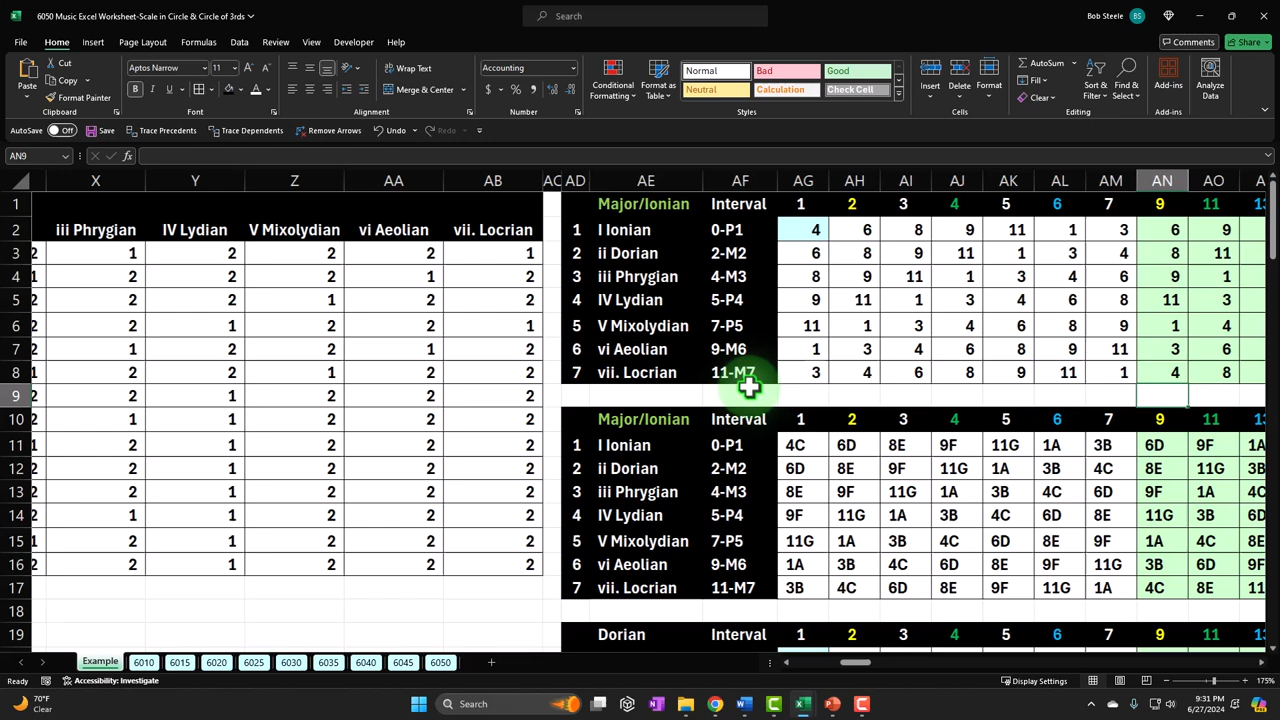 6050 Music Excel Worksheet-Scale in Circle & Circle of 3rds
Search
Bob Steele BS
File Home Insert Page Layout Formulas Data Review View Developer Help Comments Share
Paste Cut Copy Format Painter
Aptos Narrow 11 Wrap Text Merge & Center Accounting
Conditional Formatting Format as Table
Normal Bad Good
Neutral Calculation Check Cell
Insert Delete Format AutoSum Fill Clear Sort & Filter Find & Select Add-ins Analyze Data
Clipboard Font Alignment Number Styles Cells Editing Add-ins
AutoSave Off Save Trace Precedents Trace Dependents Remove Arrows Undo Redo
AN9 fx
X Y Z AA AB AC AD AE AF AG AH AI AJ AK AL AM AN AO A
1 Major/Ionian Interval 1 2 3 4 5 6 7 9 11 13
2 iii Phrygian IV Lydian V Mixolydian vi Aeolian vii. Locrian 1 I Ionian 0-P1 4 6 8 9 11 1 3 6 9
3 2 1 2 2 2 1 2 ii Dorian 2-M2 6 8 9 11 1 3 4 8 11
4 1 2 2 2 1 2 3 iii Phrygian 4-M3 8 9 11 1 3 4 6 9 1
5 2 2 2 1 2 2 4 IV Lydian 5-P4 9 11 1 3 4 6 8 11 3
6 2 2 1 2 2 1 5 V Mixolydian 7-P5 11 1 3 4 6 8 9 1 4
7 2 1 2 2 1 2 6 vi Aeolian 9-M6 1 3 4 6 8 9 11 3 6
8 1 2 2 1 2 2 7 vii. Locrian 11-M7 3 4 6 8 9 11 1 4 8
9 2 2 1 2 2 2
10 2 1 1 2 2 2 Major/Ionian Interval 1 2 3 4 5 6 7 9 11 13
11 2 2 1 2 2 2 1 I Ionian 0-P1 4C 6D 8E 9F 11G 1A 3B 6D 9F 1A
12 2 2 1 2 2 2 2 ii Dorian 2-M2 6D 8E 9F 11G 1A 3B 4C 8E 11G 3B
13 2 2 1 2 2 2 3 iii Phrygian 4-M3 8E 9F 11G 1A 3B 4C 6D 9F 1A 4C
14 2 2 1 2 2 2 4 IV Lydian 5-P4 9F 11G 1A 3B 4C 6D 8E 11G 3B 6D
15 1 2 1 2 2 2 5 V Mixolydian 7-P5 11G 1A 3B 4C 6D 8E 9F 1A 4C 8E
16 2 2 1 2 2 2 6 vi Aeolian 9-M6 1A 3B 4C 6D 8E 9F 11G 3B 6D 9F
17 7 vii. Locrian 11-M7 3B 4C 6D 8E 9F 11G 1A 4C 8E 11
18
19 Dorian Interval 1 2 3 4 5 6 7 9 11 13
Example 6010 6015 6020 6025 6030 6035 6040 6045 6050
Ready Accessibility: Investigate Display Settings 175%
70°F
Clear
Search
9:31 PM
6/27/2024